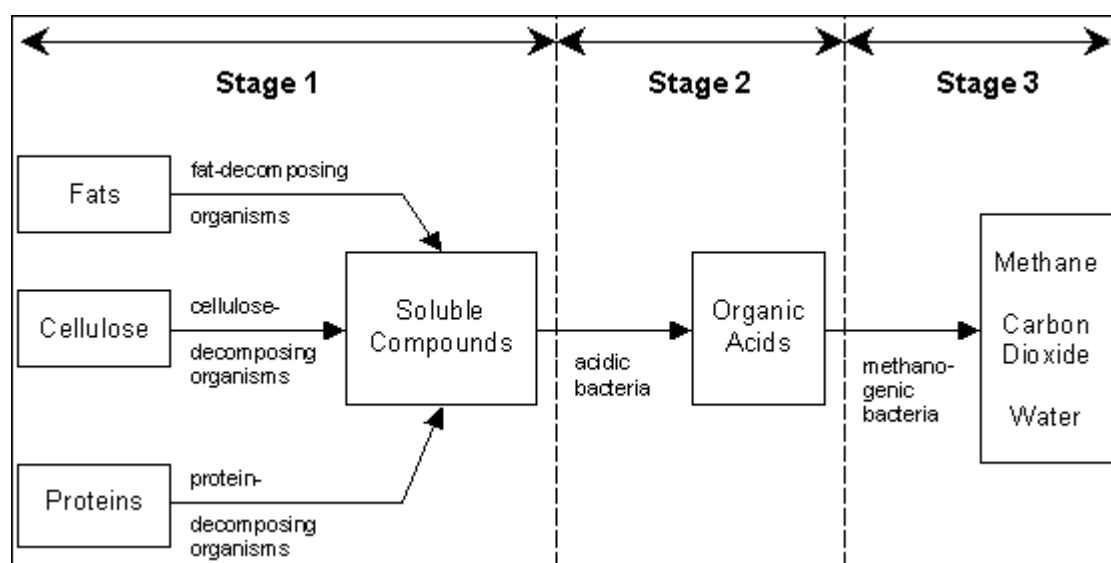 Stage 1
Stage 2
Stage 3
Fats
fat-decomposing
organisms
Cellulose
cellulose-
decomposing
organisms
Proteins
protein-
decomposing
organisms
Soluble
Compounds
acidic
bacteria
Organic
Acids
methano-
genic
bacteria
Methane
Carbon
Dioxide
Water